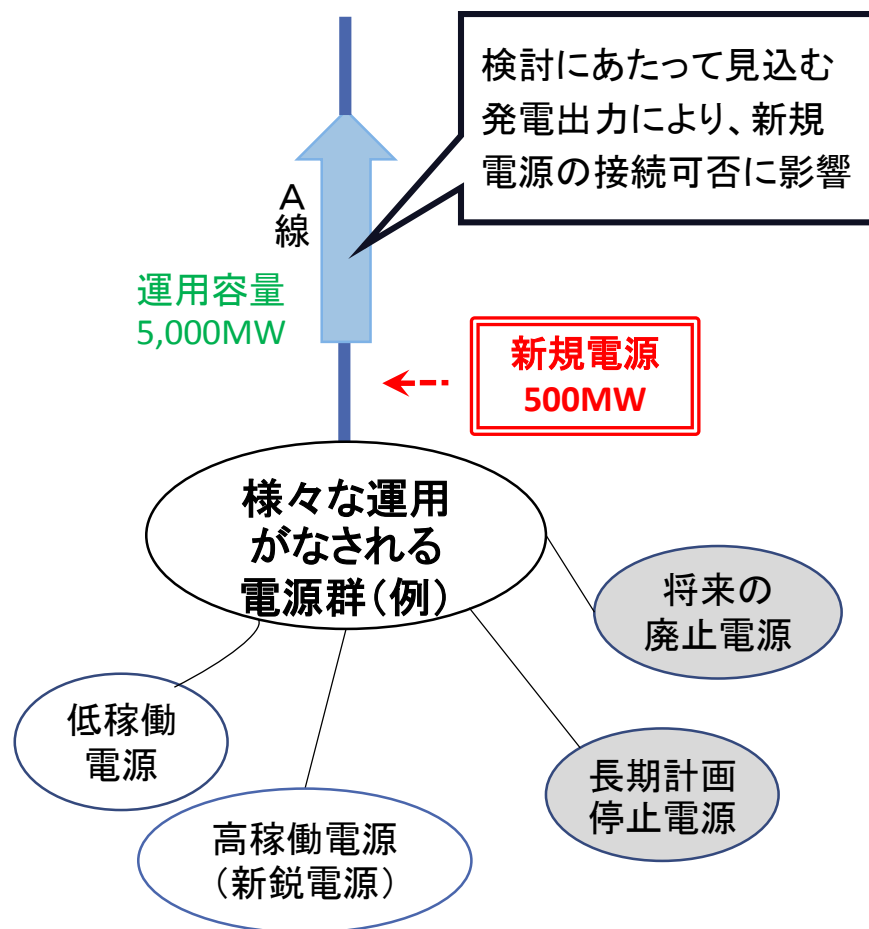 検討にあたって見込む
発電出力により、新規
電源の接続可否に影響
A
線
運用容量
5,000MW
新規電源
500MW
様々な運用
がなされる
電源群（例）
将来の
廃止電源
低稼働
電源
長期計画
停止電源
高稼働電源
（新鋭電源）